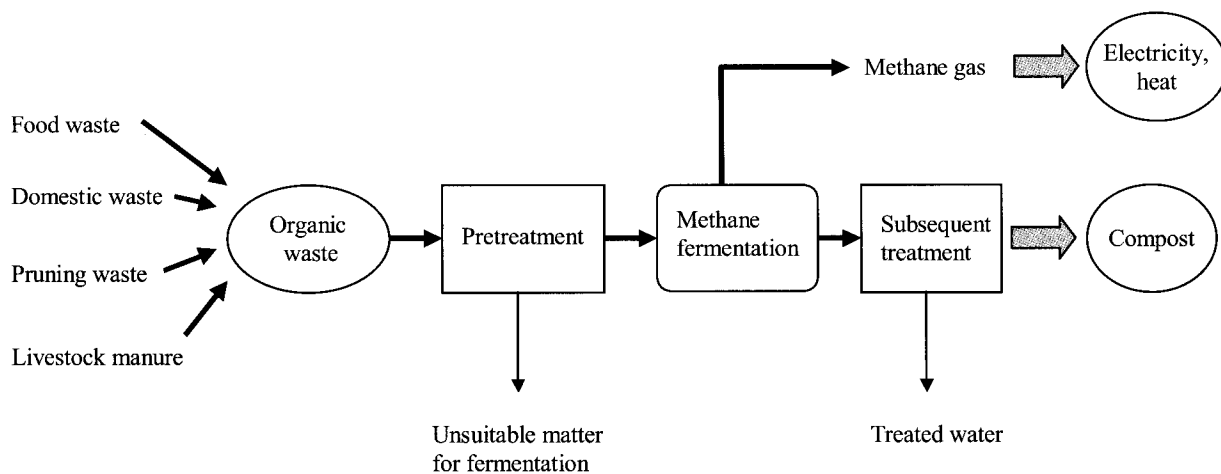 Food waste
Domestic waste
Pruning waste
Livestock manure
Organic
waste
Pretreatment
Unsuitable matter
for fermentation
Methane
fermentation
Methane gas
Electricity,
heat
Subsequent
treatment
Treated water
Compost